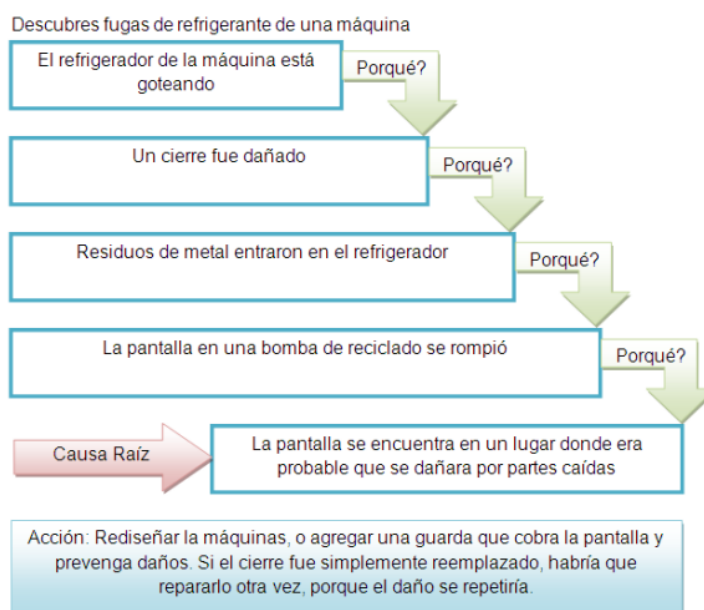 Descubres fugas de refrigerante de una máquina
El refrigerador de la máquina está
goteando
Porqué?
Un cierre fue dañado
Porqué?
Residuos de metal entraron en el refrigerador
Porqué?
La pantalla en una bomba de reciclado se rompió
Porqué?
Causa Raíz
La pantalla se encuentra en un lugar donde era
probable que se dañara por partes caídas
Acción: Rediseñar la máquinas, o agregar una guarda que cobra la pantalla y
prevenga daños. Si el cierre fue simplemente reemplazado, habría que
repararlo otra vez, porque el daño se repetiría.